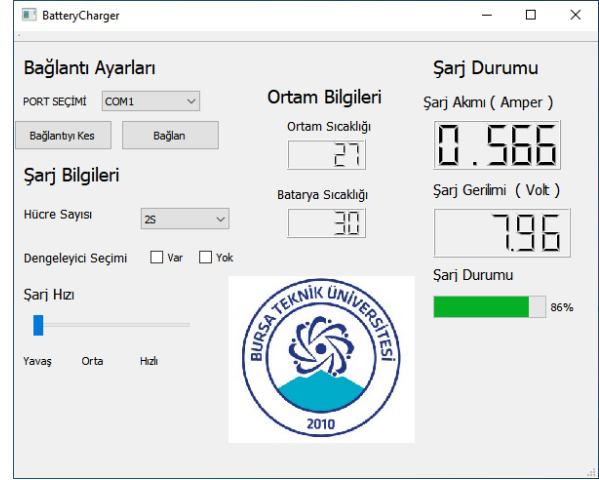 BatteryCharger
Bağlantı Ayarları
PORT SEÇİMİ COM1
Bağlantıyı Kes Bağlan
Şarj Bilgileri
Hücre Sayısı 2S
Dengeleyici Seçimi Var Yok
Şarj Hızı
Yavaş Orta Hızlı
Ortam Bilgileri
Ortam Sıcaklığı
27
Batarya Sıcaklığı
30
BURSA TEKNİK ÜNİVERSİTESİ
2010
Şarj Durumu
Şarj Akımı ( Amper )
0.566
Şarj Gerilimi ( Volt )
7.96
Şarj Durumu
86%